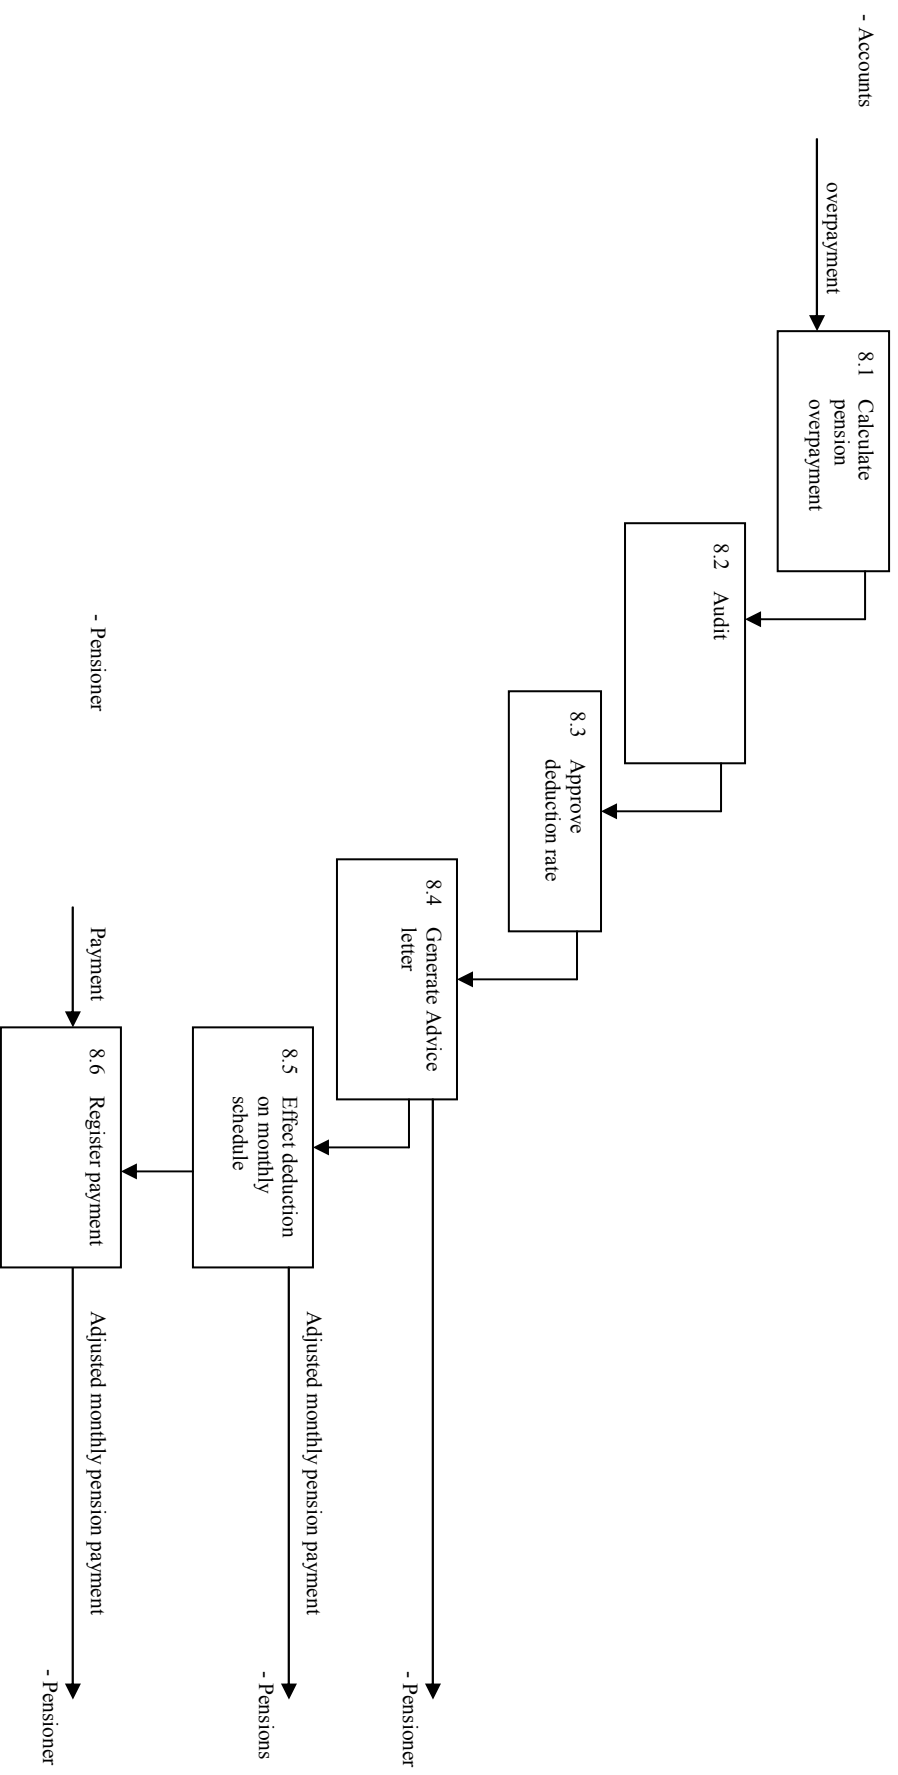 - Accounts
overpayment
8.1 Calculate
pension
overpayment
8.2 Audit
8.3 Approve
deduction rate
8.4 Generate Advice
letter
- Pensioner
8.5 Effect deduction
on monthly
schedule
Adjusted monthly pension payment
- Pensions
- Pensioner
Payment
8.6 Register payment
Adjusted monthly pension payment
- Pensioner